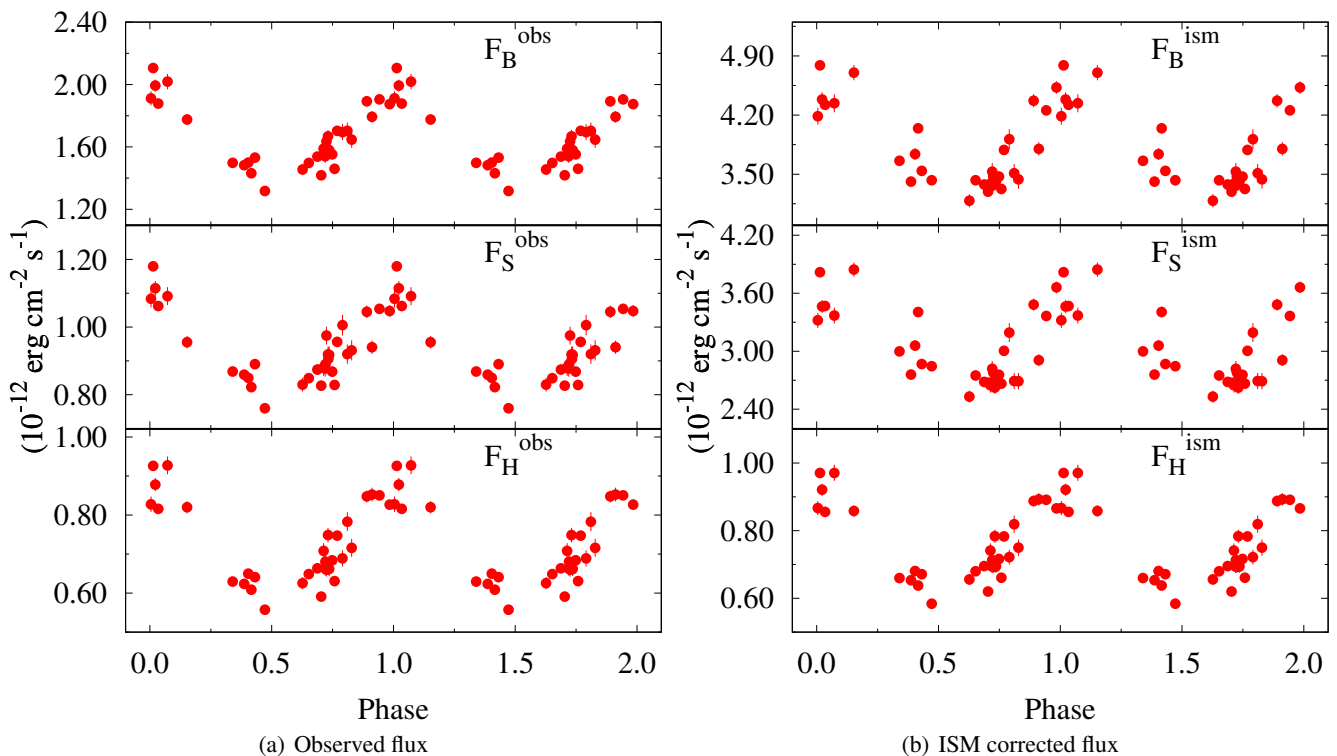 2.40
2.00
1.60
1.20
F_B^obs
1.20
1.00
0.80
F_S^obs
1.00
0.80
0.60
F_H^obs
(10^-12 erg cm^-2 s^-1)
0.0 0.5 1.0 1.5 2.0
Phase
(a) Observed flux
4.90
4.20
3.50
F_B^ism
4.20
3.60
3.00
2.40
F_S^ism
1.00
0.80
0.60
F_H^ism
(10^-12 erg cm^-2 s^-1)
0.0 0.5 1.0 1.5 2.0
Phase
(b) ISM corrected flux